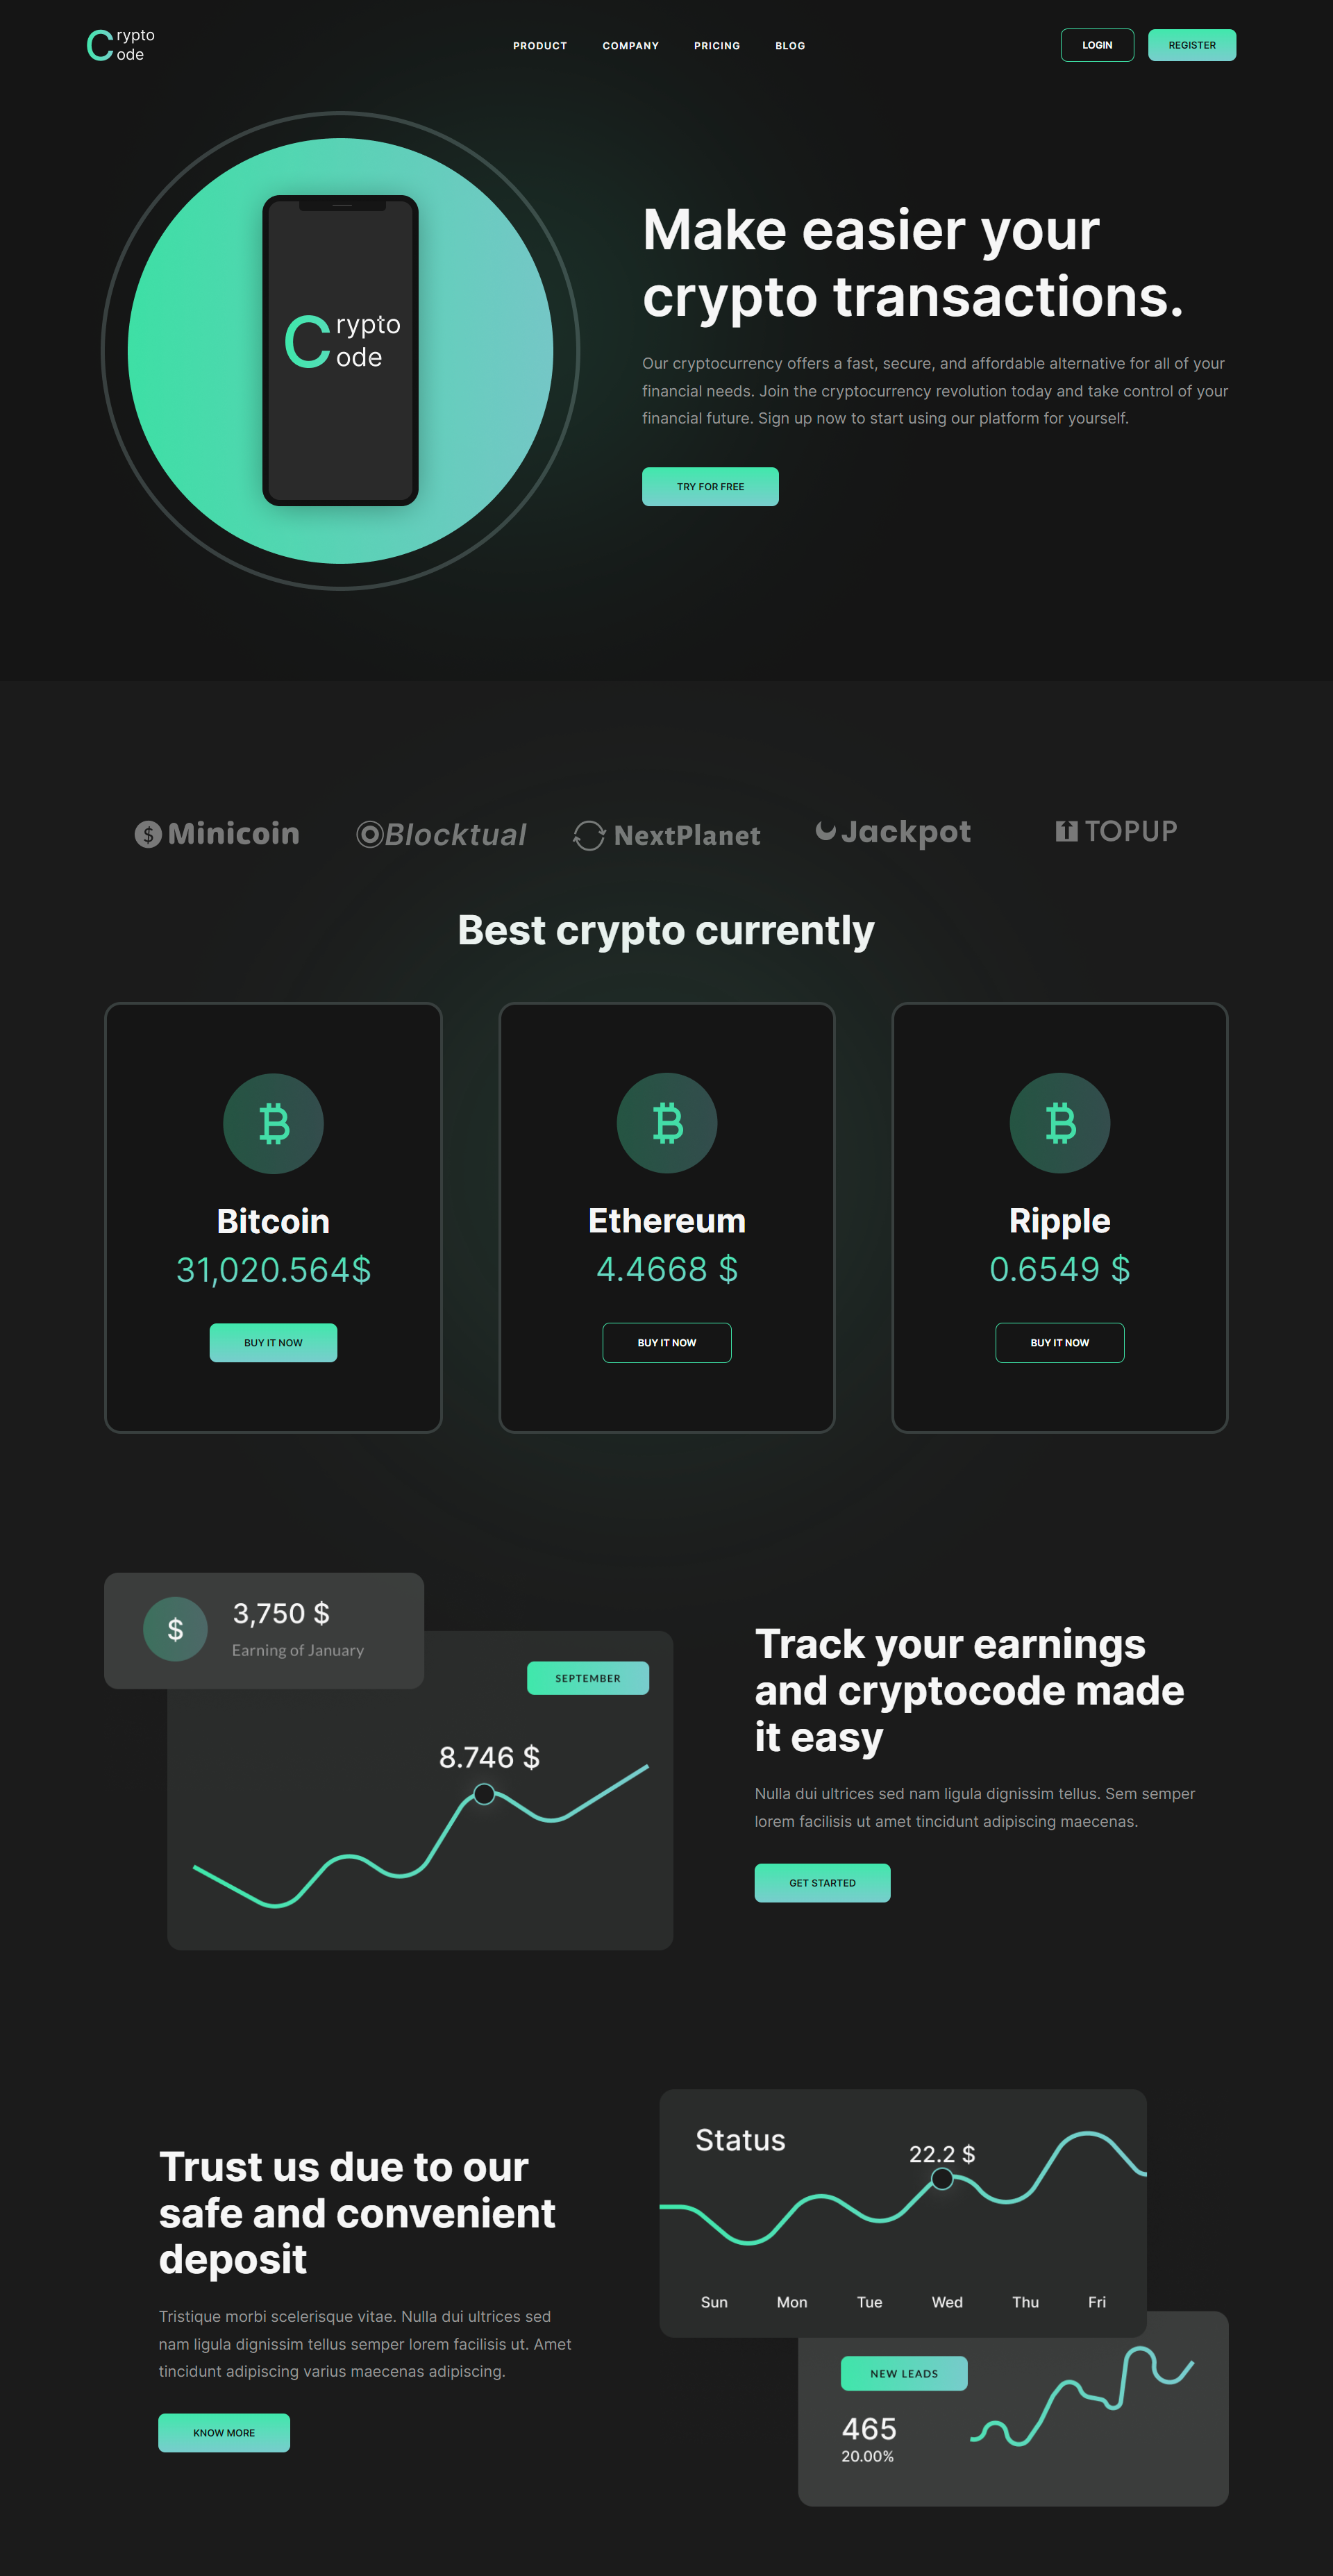 Crypto
Code
PRODUCT COMPANY PRICING BLOG
LOGIN REGISTER
Crypto
Code
Make easier your
crypto transactions.
Our cryptocurrency offers a fast, secure, and affordable alternative for all of your
financial needs. Join the cryptocurrency revolution today and take control of your
financial future. Sign up now to start using our platform for yourself.
TRY FOR FREE
$ Minicoin Blocktual NextPlanet Jackpot TOPUP
Best crypto currently
Bitcoin
31,020.564$
BUY IT NOW
Ethereum
4.4668 $
BUY IT NOW
Ripple
0.6549 $
BUY IT NOW
$
3,750 $
Earning of January
SEPTEMBER
8.746 $
Track your earnings
and cryptocode made
it easy
Nulla dui ultrices sed nam ligula dignissim tellus. Sem semper
lorem facilisis ut amet tincidunt adipiscing maecenas.
GET STARTED
Trust us due to our
safe and convenient
deposit
Tristique morbi scelerisque vitae. Nulla dui ultrices sed
nam ligula dignissim tellus semper lorem facilisis ut. Amet
tincidunt adipiscing varius maecenas adipiscing.
KNOW MORE
Status
22.2 $
Sun Mon Tue Wed Thu Fri
NEW LEADS
465
20.00%